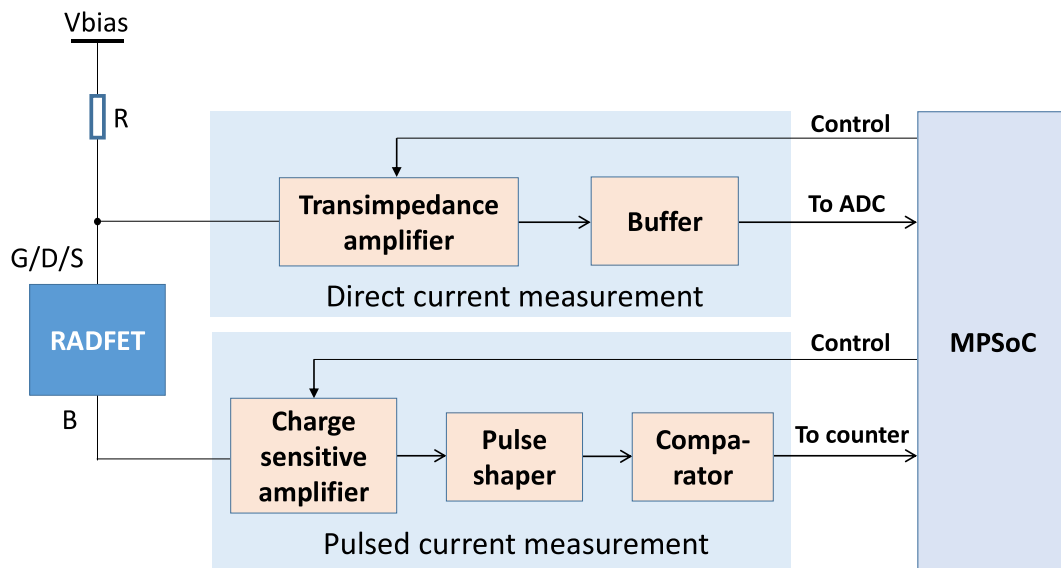 Vbias
R
Control
Transimpedance
amplifier
Buffer
To ADC
G/D/S
Direct current measurement
RADFET
MPSoC
Control
B
Charge
sensitive
amplifier
Pulse
shaper
Compa-
rator
To counter
Pulsed current measurement